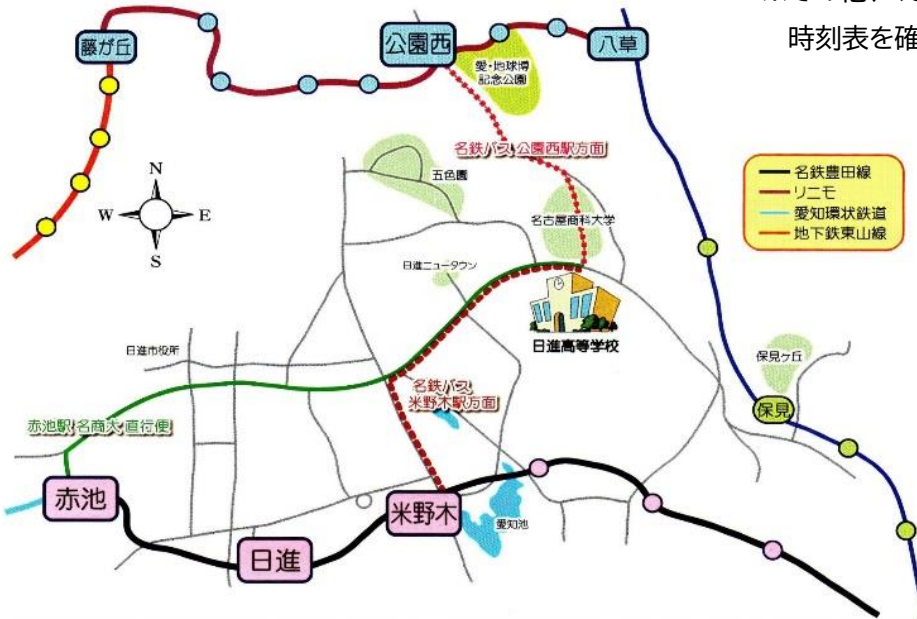 時刻表を確
藤が丘
公園西
八草
愛・地球博
記念公園
名鉄バス 公園西駅方面
五色園
名古屋商科大学
名鉄豊田線
リニモ
愛知環状鉄道
地下鉄東山線
N
W
E
S
日進ニュータウン
日進高等学校
日進市役所
保見ヶ丘
保見
名鉄バス
米野木駅方面
赤池駅 名商大 直行便
赤池
米野木
愛知池
日進